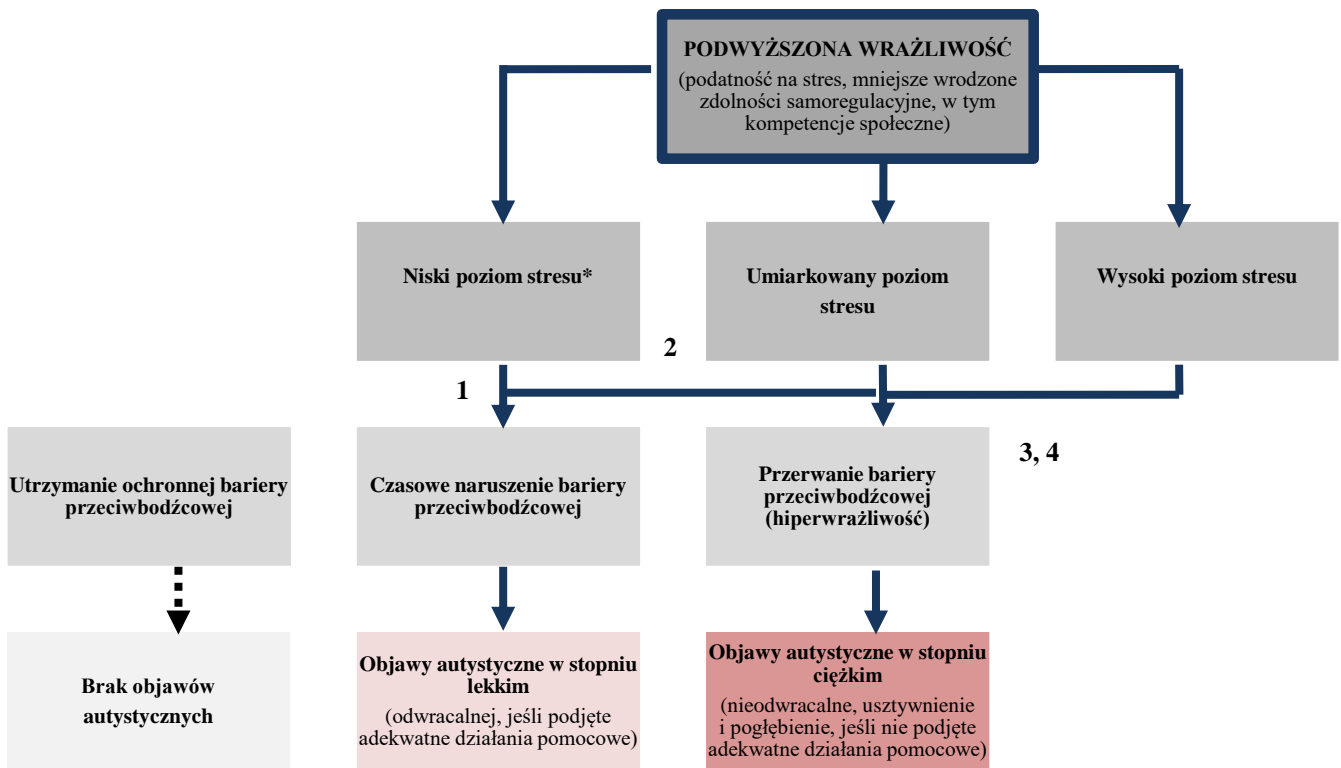 PODWYŻSZONA WRAŻLIWOŚĆ
(podatność na stres, mniejsze wrodzone
zdolności samoregulacyjne, w tym
kompetencje społeczne)
Niski poziom stresu*
Umiarkowany poziom
stresu
Wysoki poziom stresu
2
1
3, 4
Utrzymanie ochronnej bariery
przeciwbodźcowej
Czasowe naruszenie bariery
przeciwbodźcowej
Przerwanie bariery
przeciwbodźcowej
(hiperwrażliwość)
Brak objawów
autystycznych
Objawy autystyczne w stopniu
lekkim
(odwracalnej, jeśli podjęte
adekwatne działania pomocowe)
Objawy autystyczne w stopniu
ciężkim
(nieodwracalne, usztywnienie
i pogłębienie, jeśli nie podjęte
adekwatne działania pomocowe)